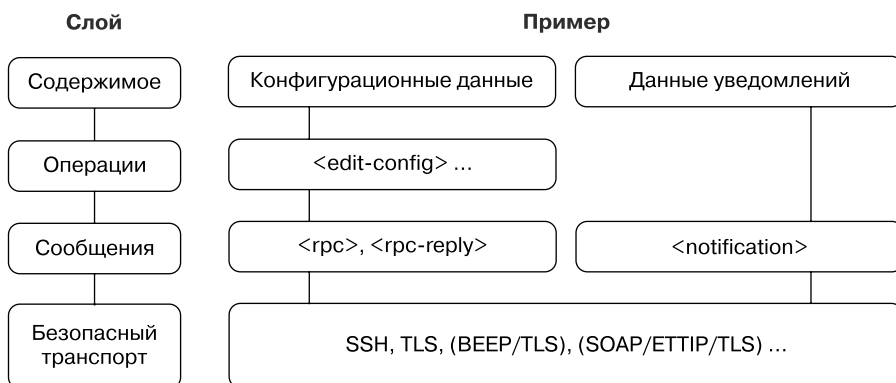 Слой Пример
Содержимое Конфигурационные данные Данные уведомлений
Операции <edit-config> ...
Сообщения <rpc>, <rpc-reply> <notification>
Безопасный
транспорт
SSH, TLS, (BEEP/TLS), (SOAP/ETTIP/TLS) ...